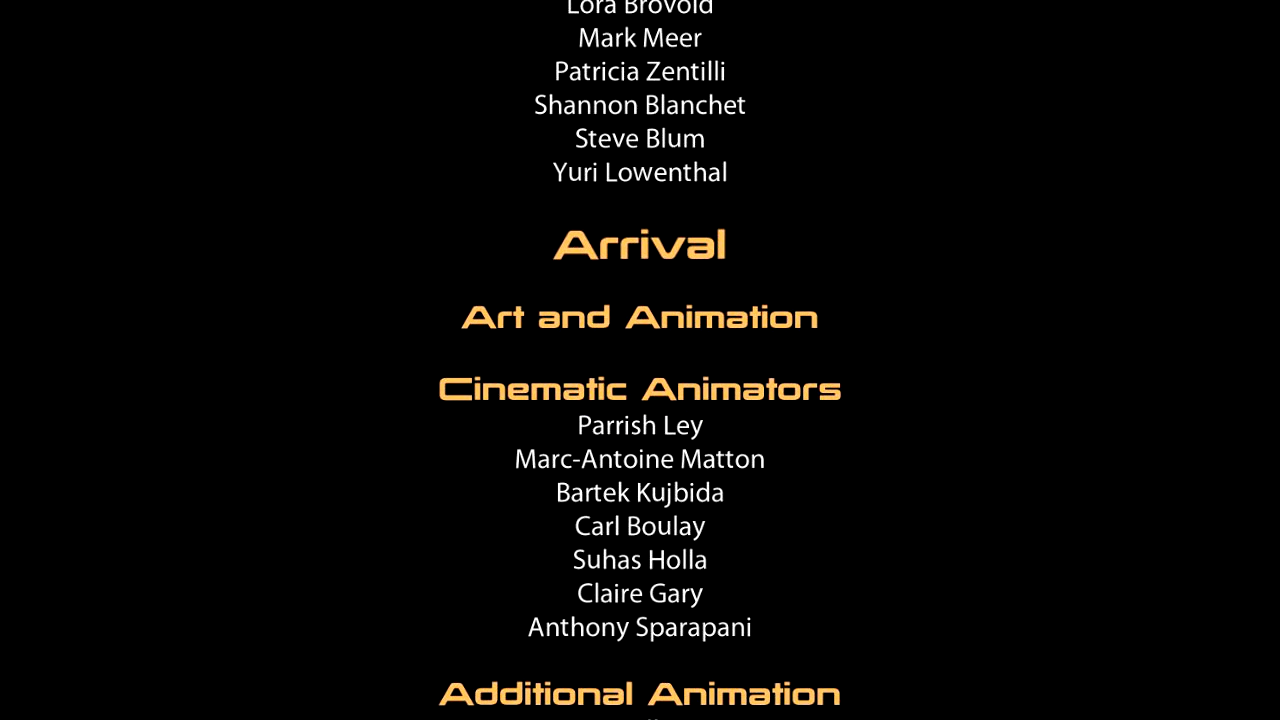 Lora Brovold
Mark Meer
Patricia Zentilli
Shannon Blanchet
Steve Blum
Yuri Lowenthal
Arrival
Art and Animation
Cinematic Animators
Parrish Ley
Marc-Antoine Matton
Bartek Kujbida
Carl Boulay
Suhas Holla
Claire Gary
Anthony Sparapani
Additional Animation